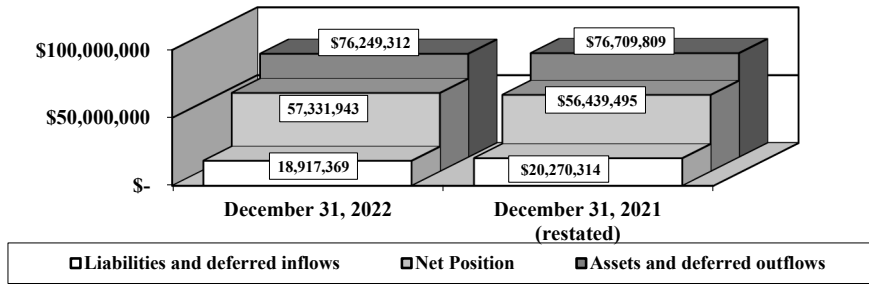 $100,000,000
$50,000,000
$-
$76,249,312
57,331,943
18,917,369
$76,709,809
$56,439,495
$20,270,314
December 31, 2022
December 31, 2021
(restated)
Liabilities and deferred inflows
Net Position
Assets and deferred outflows